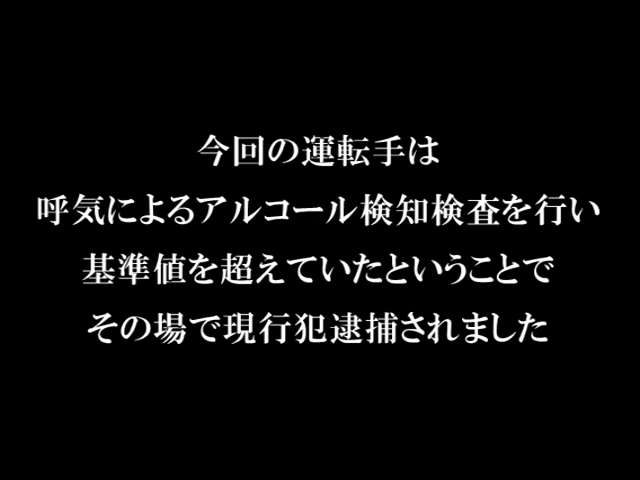 今回の運転手は
呼気によるアルコール検知検査を行い
基準値を超えていたということで
その場で現行犯逮捕されました